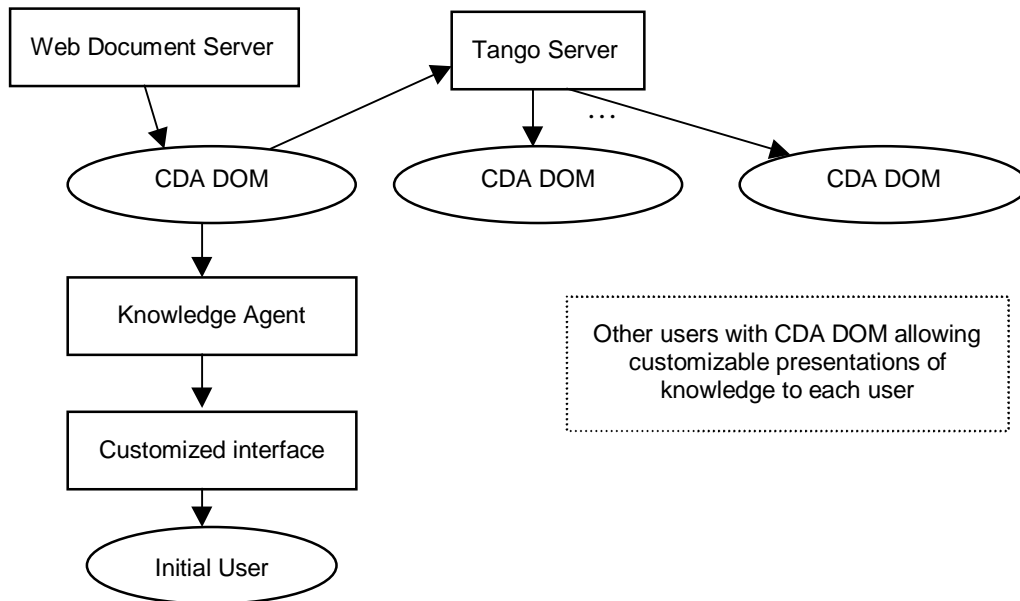 Web Document Server
Tango Server
...
CDA DOM
CDA DOM
CDA DOM
Knowledge Agent
Other users with CDA DOM allowing
customizable presentations of
knowledge to each user
Customized interface
Initial User